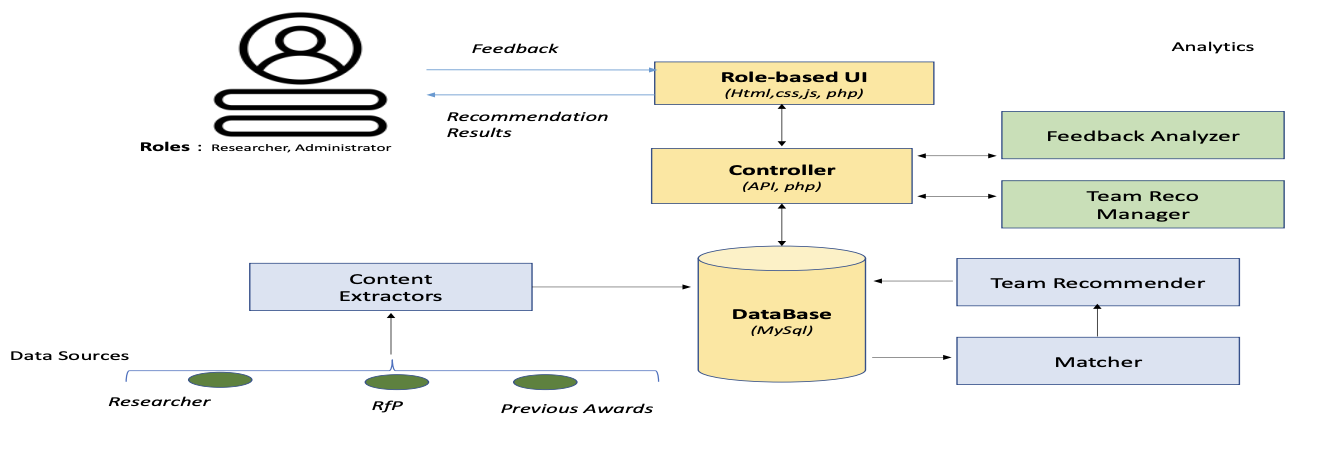 Feedback
Analytics
Role-based UI
(Html,css,js, php)
Recommendation
Results
Roles : Researcher, Administrator
Feedback Analyzer
Controller
(API, php)
Team Reco
Manager
Content
Extractors
Team Recommender
DataBase
(MySql)
Data Sources
Matcher
Researcher
RfP
Previous Awards